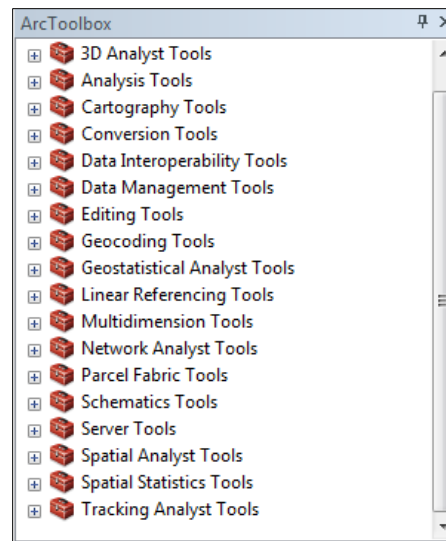 ArcToolbox
3D Analyst Tools
Analysis Tools
Cartography Tools
Conversion Tools
Data Interoperability Tools
Data Management Tools
Editing Tools
Geocoding Tools
Geostatistical Analyst Tools
Linear Referencing Tools
Multidimension Tools
Network Analyst Tools
Parcel Fabric Tools
Schematics Tools
Server Tools
Spatial Analyst Tools
Spatial Statistics Tools
Tracking Analyst Tools